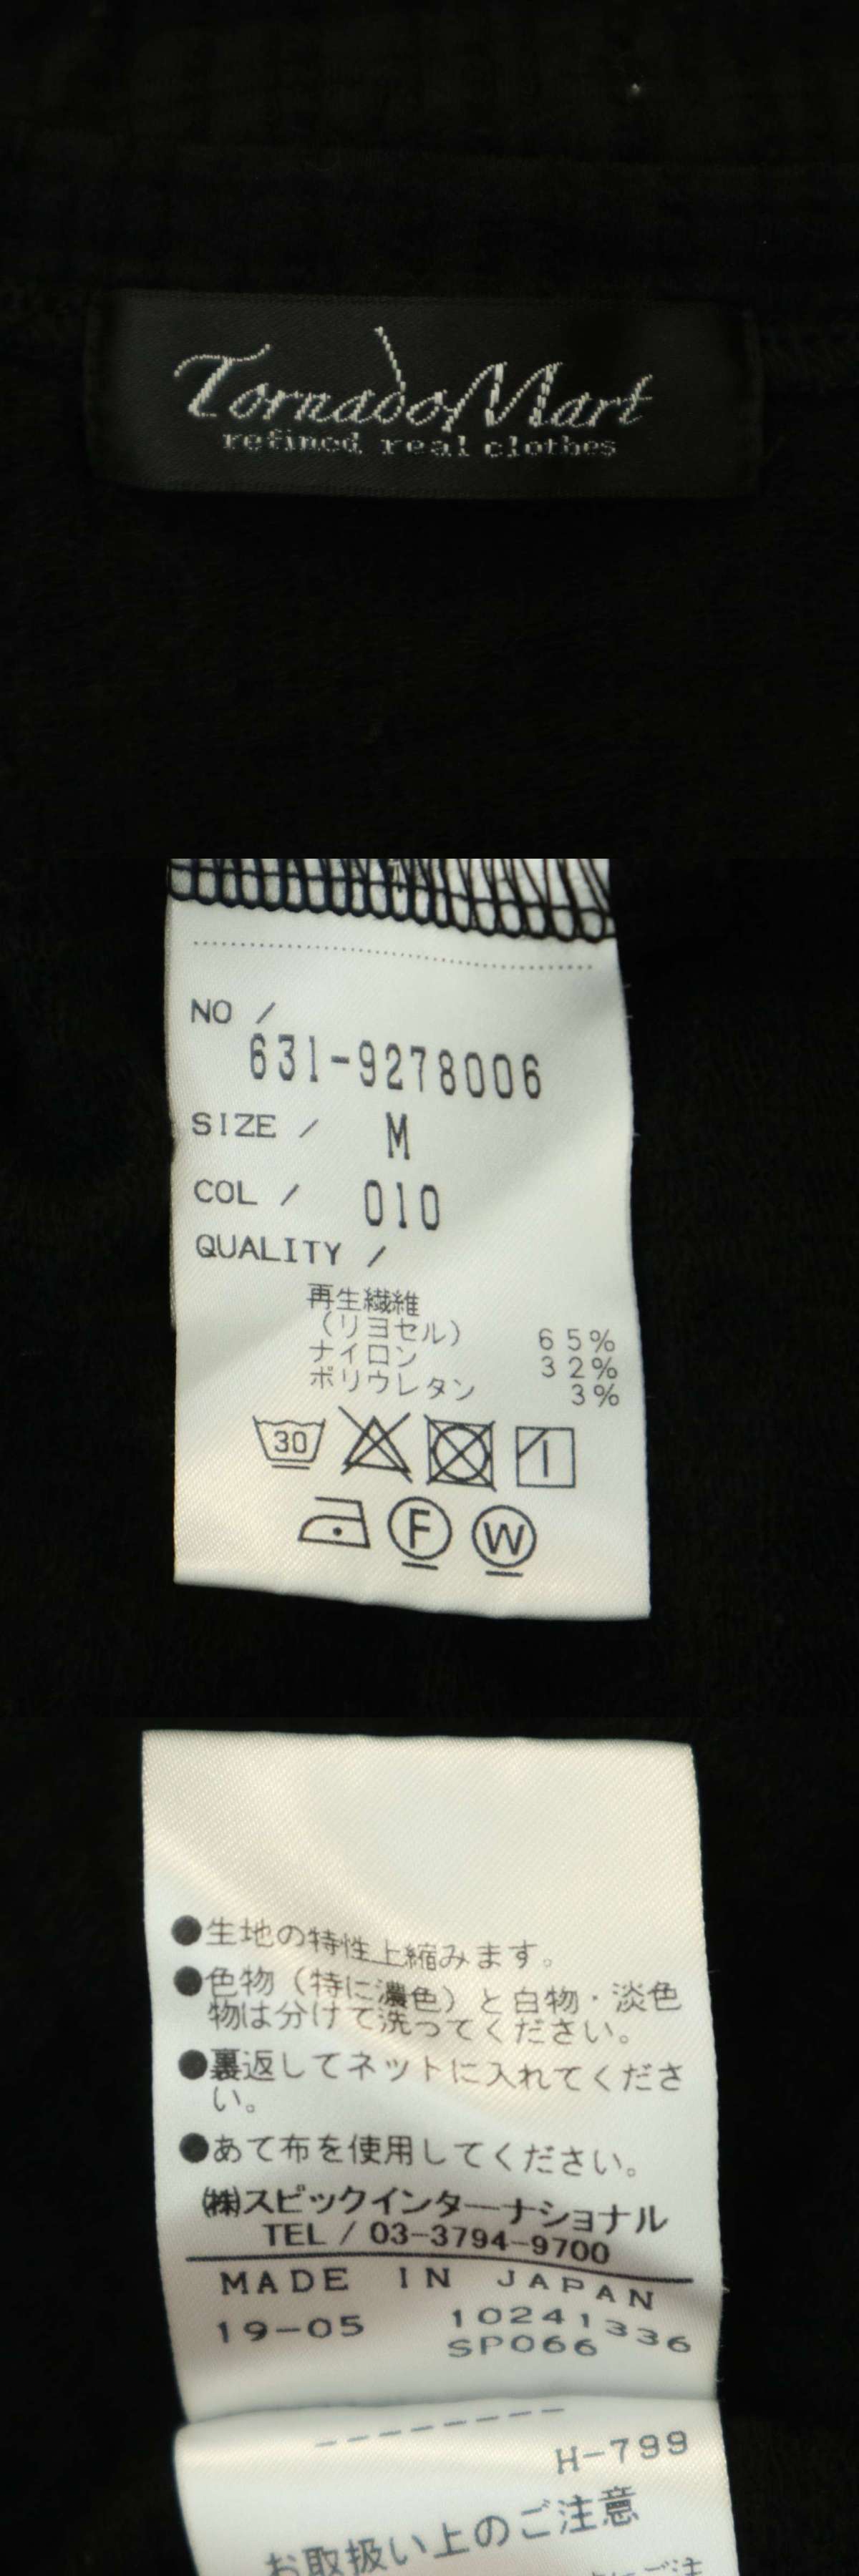 TornadoMart
refined real clothes
NO /
631-9278006
SIZE / M
COL / 010
QUALITY /
再生繊維
（リヨセル） 65%
ナイロン 32%
ポリウレタン 3%
30
F W
●生地の特性上縮みます。
●色物（特に濃色）と白物・淡色
物は分けて洗ってください。
●裏返してネットに入れてくださ
い。
●あて布を使用してください。
㈱スピックインターナショナル
TEL / 03-3794-9700
MADE IN JAPAN
19-05 10241336
SP066
H-799
お取扱い上のご注意